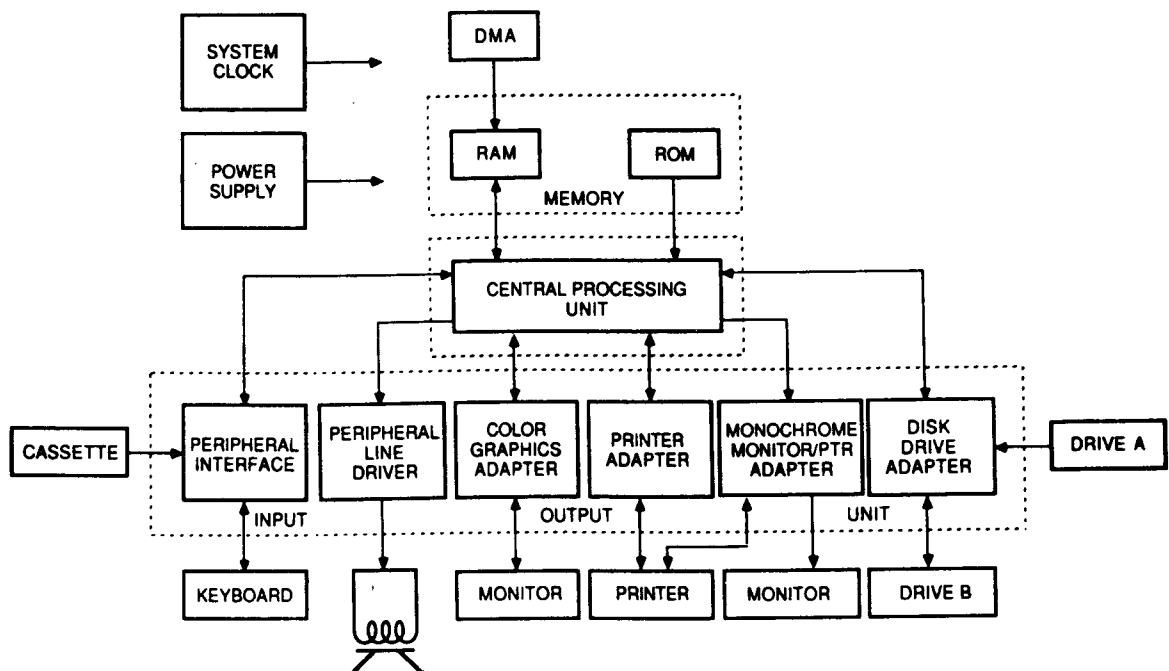 SYSTEM
CLOCK
DMA
POWER
SUPPLY
RAM
ROM
MEMORY
CENTRAL PROCESSING
UNIT
CASSETTE
PERIPHERAL
INTERFACE
PERIPHERAL
LINE
DRIVER
COLOR
GRAPHICS
ADAPTER
PRINTER
ADAPTER
MONOCHROME
MONITOR/PTR
ADAPTER
DISK
DRIVE
ADAPTER
DRIVE A
INPUT
OUTPUT
UNIT
KEYBOARD
MONITOR
PRINTER
MONITOR
DRIVE B